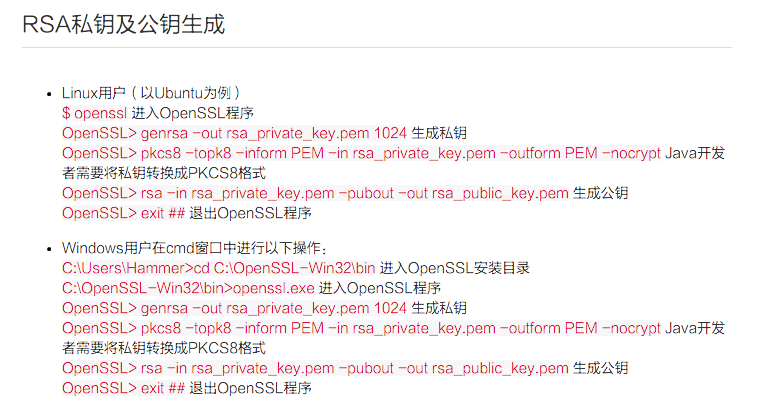 RSA私钥及公钥生成
Linux用户（以Ubuntu为例）
$ openssl 进入OpenSSL程序
OpenSSL> genrsa -out rsa_private_key.pem 1024 生成私钥
OpenSSL> pkcs8 -topk8 -inform PEM -in rsa_private_key.pem -outform PEM -nocrypt Java开发
者需要将私钥转换成PKCS8格式
OpenSSL> rsa -in rsa_private_key.pem -pubout -out rsa_public_key.pem 生成公钥
OpenSSL> exit ## 退出OpenSSL程序
Windows用户在cmd窗口中进行以下操作：
C:\Users\Hammer>cd C:\OpenSSL-Win32\bin 进入OpenSSL安装目录
C:\OpenSSL-Win32\bin>openssl.exe 进入OpenSSL程序
OpenSSL> genrsa -out rsa_private_key.pem 1024 生成私钥
OpenSSL> pkcs8 -topk8 -inform PEM -in rsa_private_key.pem -outform PEM -nocrypt Java开发
者需要将私钥转换成PKCS8格式
OpenSSL> rsa -in rsa_private_key.pem -pubout -out rsa_public_key.pem 生成公钥
OpenSSL> exit ## 退出OpenSSL程序